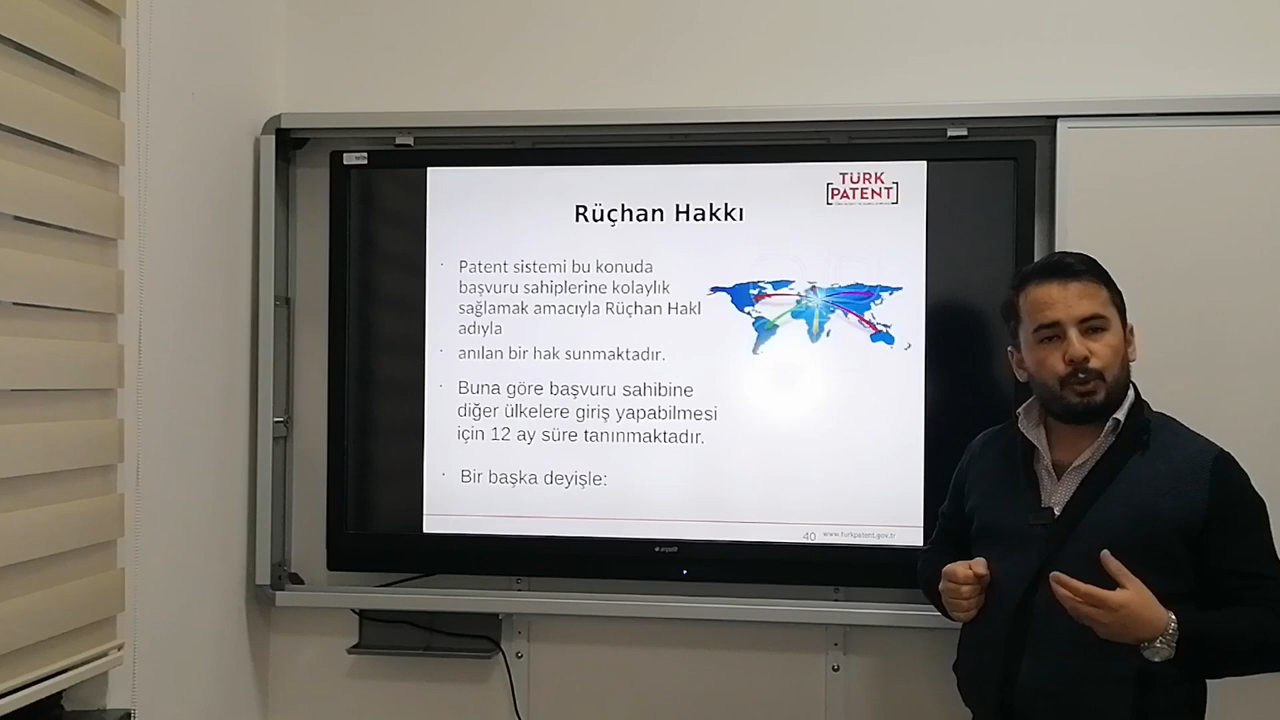 TÜRK
PATENT
Rüçhan Hakkı
Patent sistemi bu konuda
başvuru sahiplerine kolaylık
sağlamak amacıyla Rüçhan Hakl
adıyla
anılan bir hak sunmaktadır.
Buna göre başvuru sahibine
diğer ülkelere giriş yapabilmesi
için 12 ay süre tanınmaktadır.
Bir başka deyişle:
40 www.turkpatent.gov.tr
arçelik